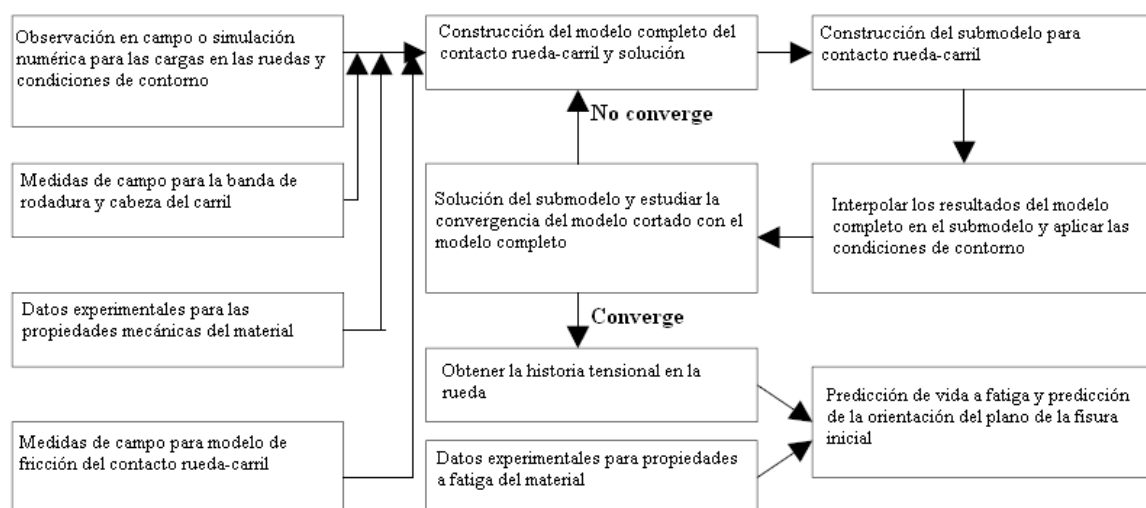 Observación en campo o simulación
numérica para las cargas en las ruedas y
condiciones de contorno
Medidas de campo para la banda de
rodadura y cabeza del carril
Datos experimentales para las
propiedades mecánicas del material
Medidas de campo para modelo de
fricción del contacto rueda-carril
Construcción del modelo completo del
contacto rueda-carril y solución
Construcción del submodelo para
contacto rueda-carril
No converge
Solución del submodelo y estudiar la
convergencia del modelo cortado con el
modelo completo
Interpolar los resultados del modelo
completo en el submodelo y aplicar las
condiciones de contorno
Converge
Obtener la historia tensional en la
rueda
Datos experimentales para propiedades
a fatiga del material
Predicción de vida a fatiga y predicción
de la orientación del plano de la fisura
inicial